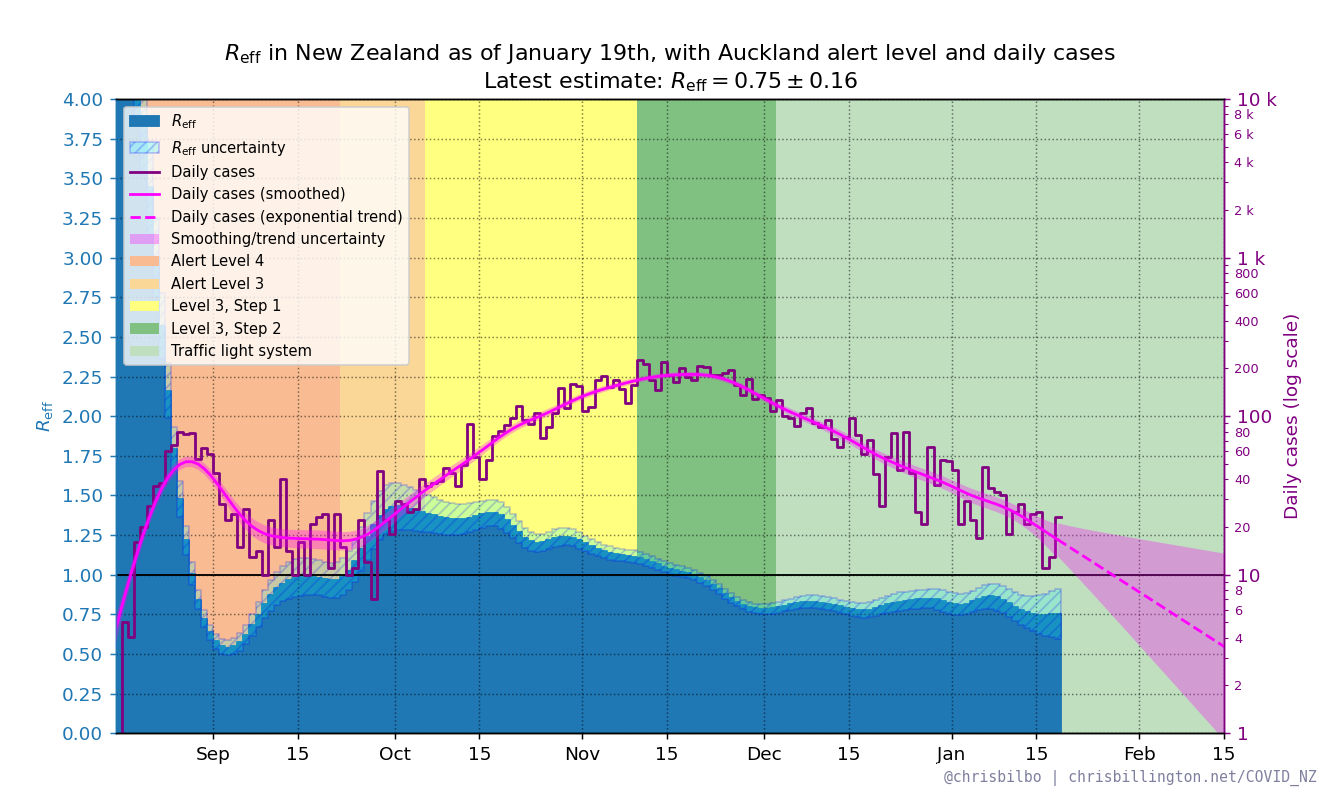 R_eff in New Zealand as of January 19th, with Auckland alert level and daily cases
Latest estimate: R_eff = 0.75 ± 0.16
R_eff
R_eff uncertainty
Daily cases
Daily cases (smoothed)
Daily cases (exponential trend)
Smoothing/trend uncertainty
Alert Level 4
Alert Level 3
Level 3, Step 1
Level 3, Step 2
Traffic light system
R_eff
4.00
3.75
3.50
3.25
3.00
2.75
2.50
2.25
2.00
1.75
1.50
1.25
1.00
0.75
0.50
0.25
0.00
10 k
8 k
6 k
4 k
2 k
1 k
800
600
400
200
100
80
60
40
20
10
8
6
4
2
1
Daily cases (log scale)
Sep 15 Oct 15 Nov 15 Dec 15 Jan 15 Feb 15
@chrisbilbo | chrisbillington.net/COVID_NZ